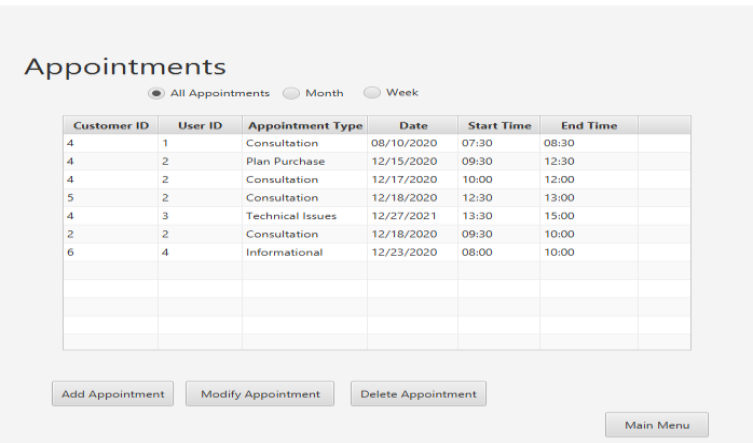 Appointments
All Appointments Month Week
Customer ID User ID Appointment Type Date Start Time End Time
4 1 Consultation 08/10/2020 07:30 08:30
4 2 Plan Purchase 12/15/2020 09:30 12:30
4 2 Consultation 12/17/2020 10:00 12:00
5 2 Consultation 12/18/2020 12:30 13:00
4 3 Technical Issues 12/27/2021 13:30 15:00
2 2 Consultation 12/18/2020 09:30 10:00
6 4 Informational 12/23/2020 08:00 10:00
Add Appointment Modify Appointment Delete Appointment
Main Menu